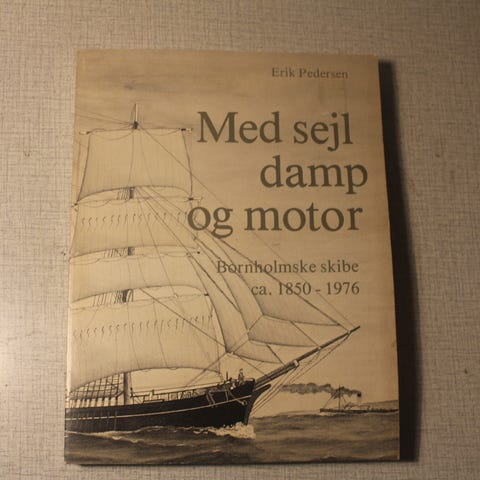 Erik Pedersen
Med sejl
damp
og motor
Bornholmske skibe
ca. 1850 - 1976